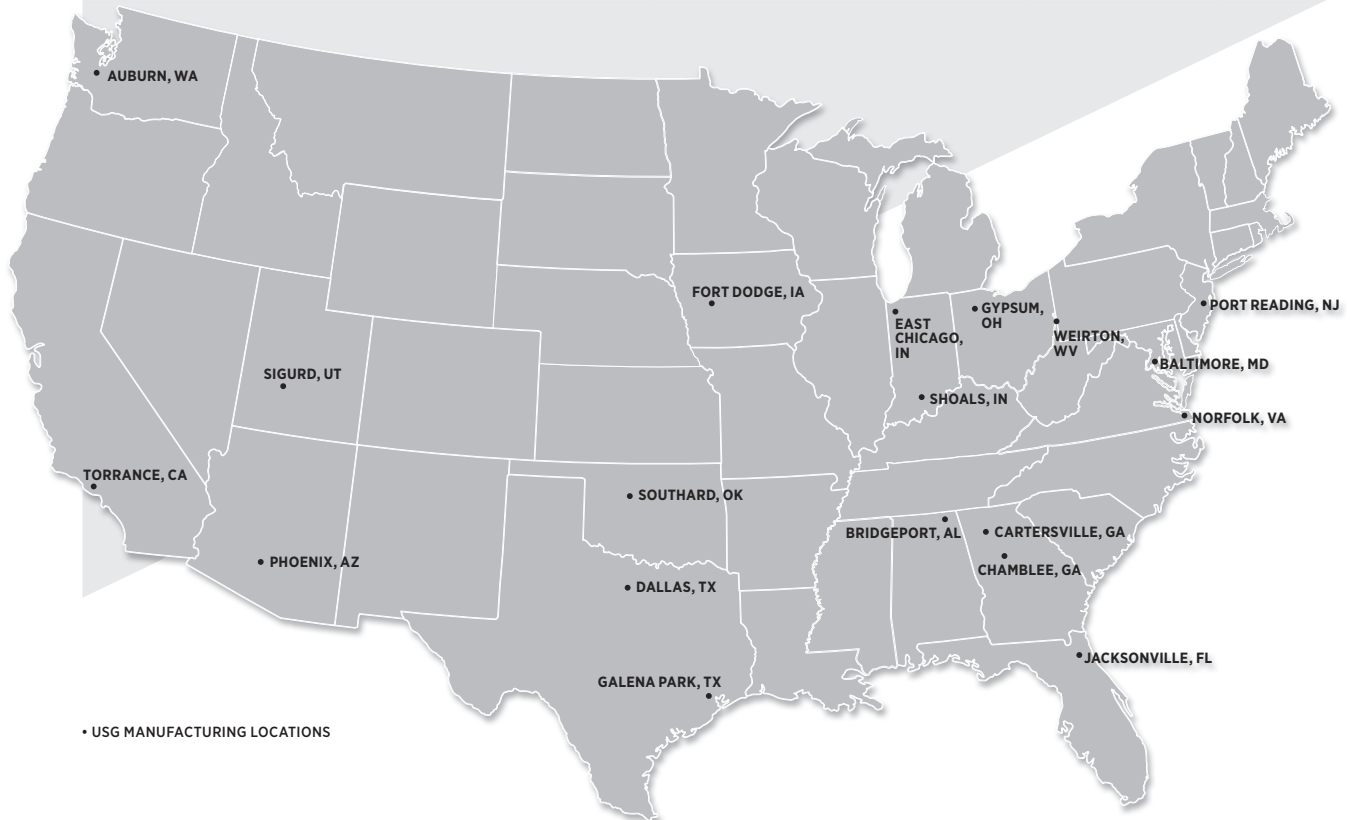 AUBURN, WA
FORT DODGE, IA
GYPSUM,
OH
PORT READING, NJ
EAST
CHICAGO,
IN
WEIRTON,
WV
BALTIMORE, MD
SIGURD, UT
SHOALS, IN
NORFOLK, VA
TORRANCE, CA
SOUTHARD, OK
BRIDGEPORT, AL
CARTERSVILLE, GA
PHOENIX, AZ
CHAMBLEE, GA
DALLAS, TX
JACKSONVILLE, FL
GALENA PARK, TX
• USG MANUFACTURING LOCATIONS